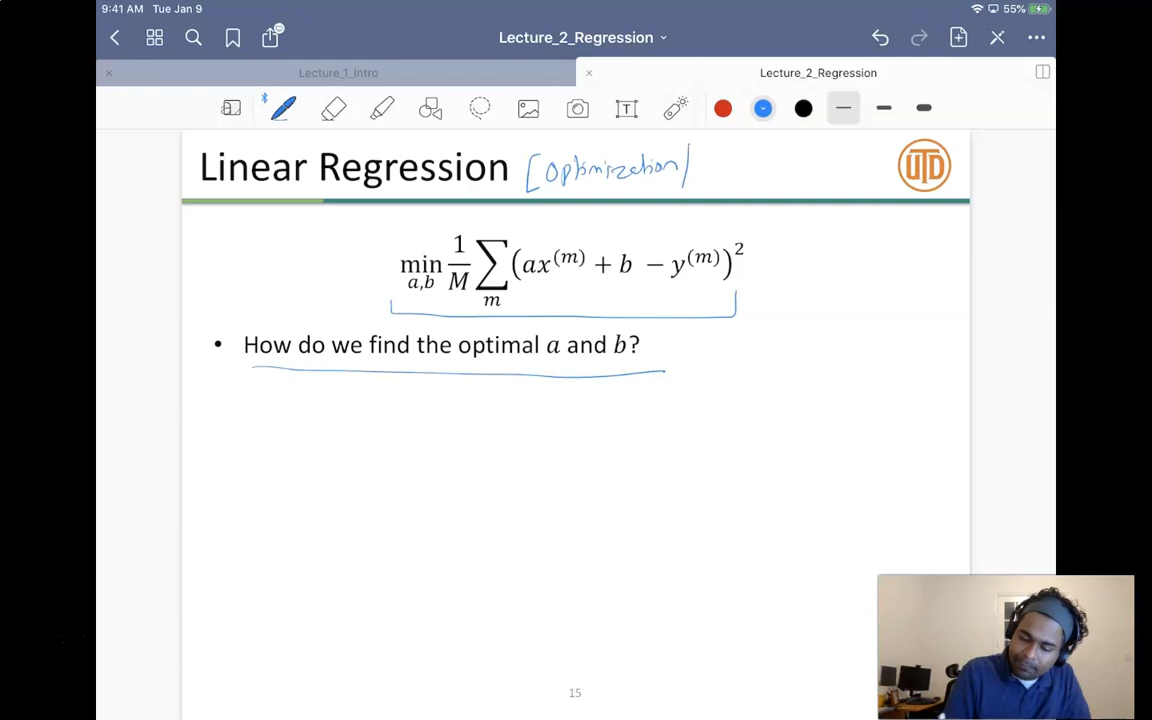 9:41 AM Tue Jan 9
55%
Lecture_2_Regression
Lecture_1_Intro
Lecture_2_Regression
T
Linear Regression [Optimization]
UTD
min a,b 1/M ∑ m (ax^(m) + b − y^(m))^2
• How do we find the optimal a and b?
15